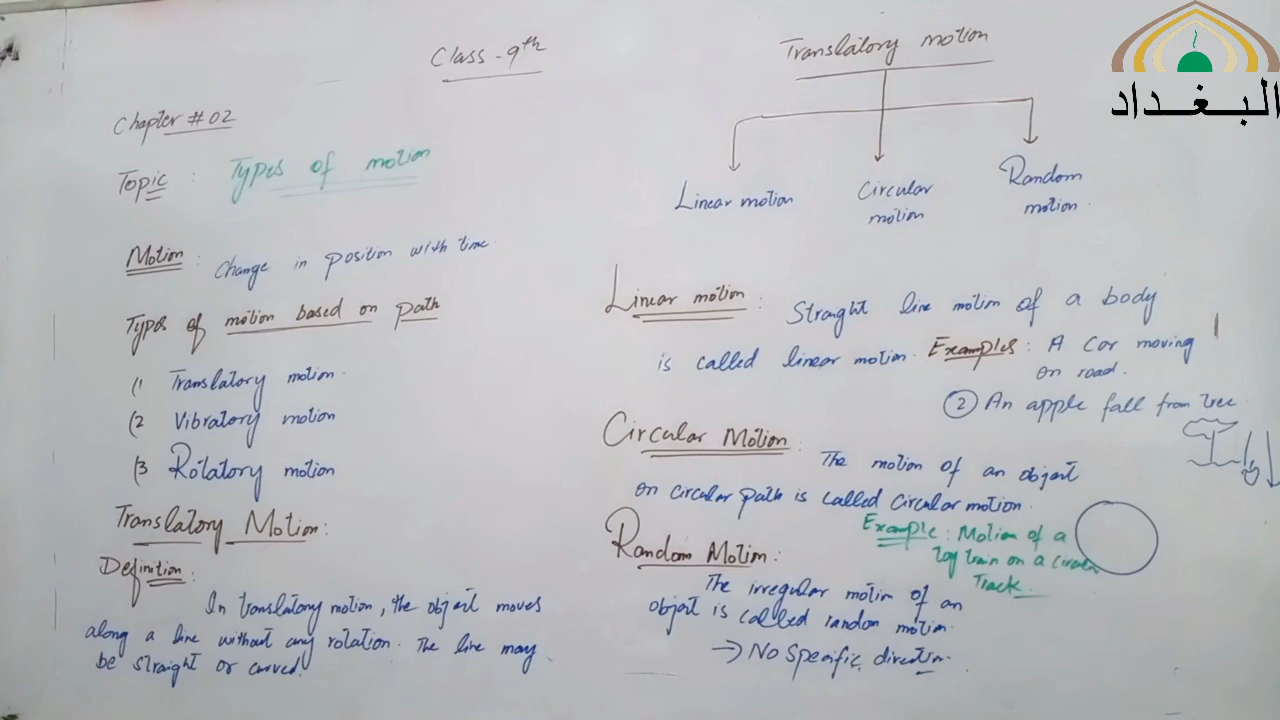 Class - 9th
Chapter # 02
Topic : Types of motion
Motion : Change in position with time
Types of motion based on path
(1 Translatory motion.
(2 Vibratory motion
(3 Rotatory motion
Translatory Motion:
Definition :
In translatory motion, the object moves
along a line without any rotation. The line may
be straight or curved.
Translatory motion
Linear motion
Circular
motion
Random
motion
Linear motion : Straight line motion of a body
is called linear motion. Examples : A Car moving
on road.
2 An apple fall from tree
Circular Motion : The motion of an object
on circular path is called Circular motion.
Example : Motion of a
toy train on a circular
Track.
Random Motion :
The irregular motion of an
object is called random motion.
→ No specific direction.
البغداد